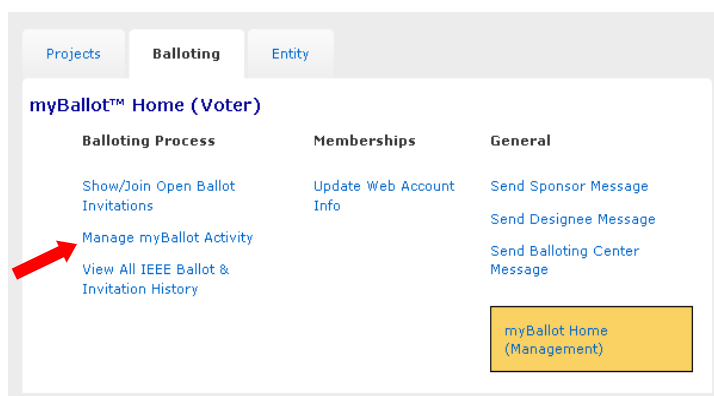 Projects
Balloting
Entity
myBallot™ Home (Voter)
Balloting Process
Show/Join Open Ballot
Invitations
Manage myBallot Activity
View All IEEE Ballot &
Invitation History
Memberships
Update Web Account
Info
General
Send Sponsor Message
Send Designee Message
Send Balloting Center
Message
myBallot Home
(Management)